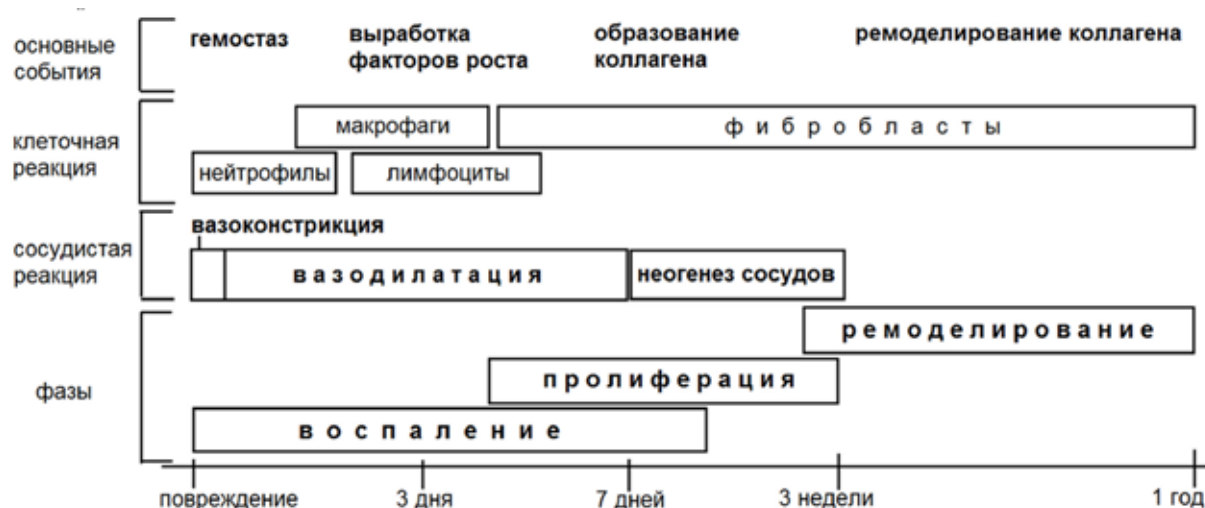 основные
события
гемостаз
выработка
факторов роста
образование
коллагена
ремоделирование коллагена
клеточная
реакция
макрофаги
фибробласты
нейтрофилы
лимфоциты
сосудистая
реакция
вазоконстрикция
вазодилатация
неогенез сосудов
фазы
ремоделирование
пролиферация
воспаление
повреждение
3 дня
7 дней
3 недели
1 год